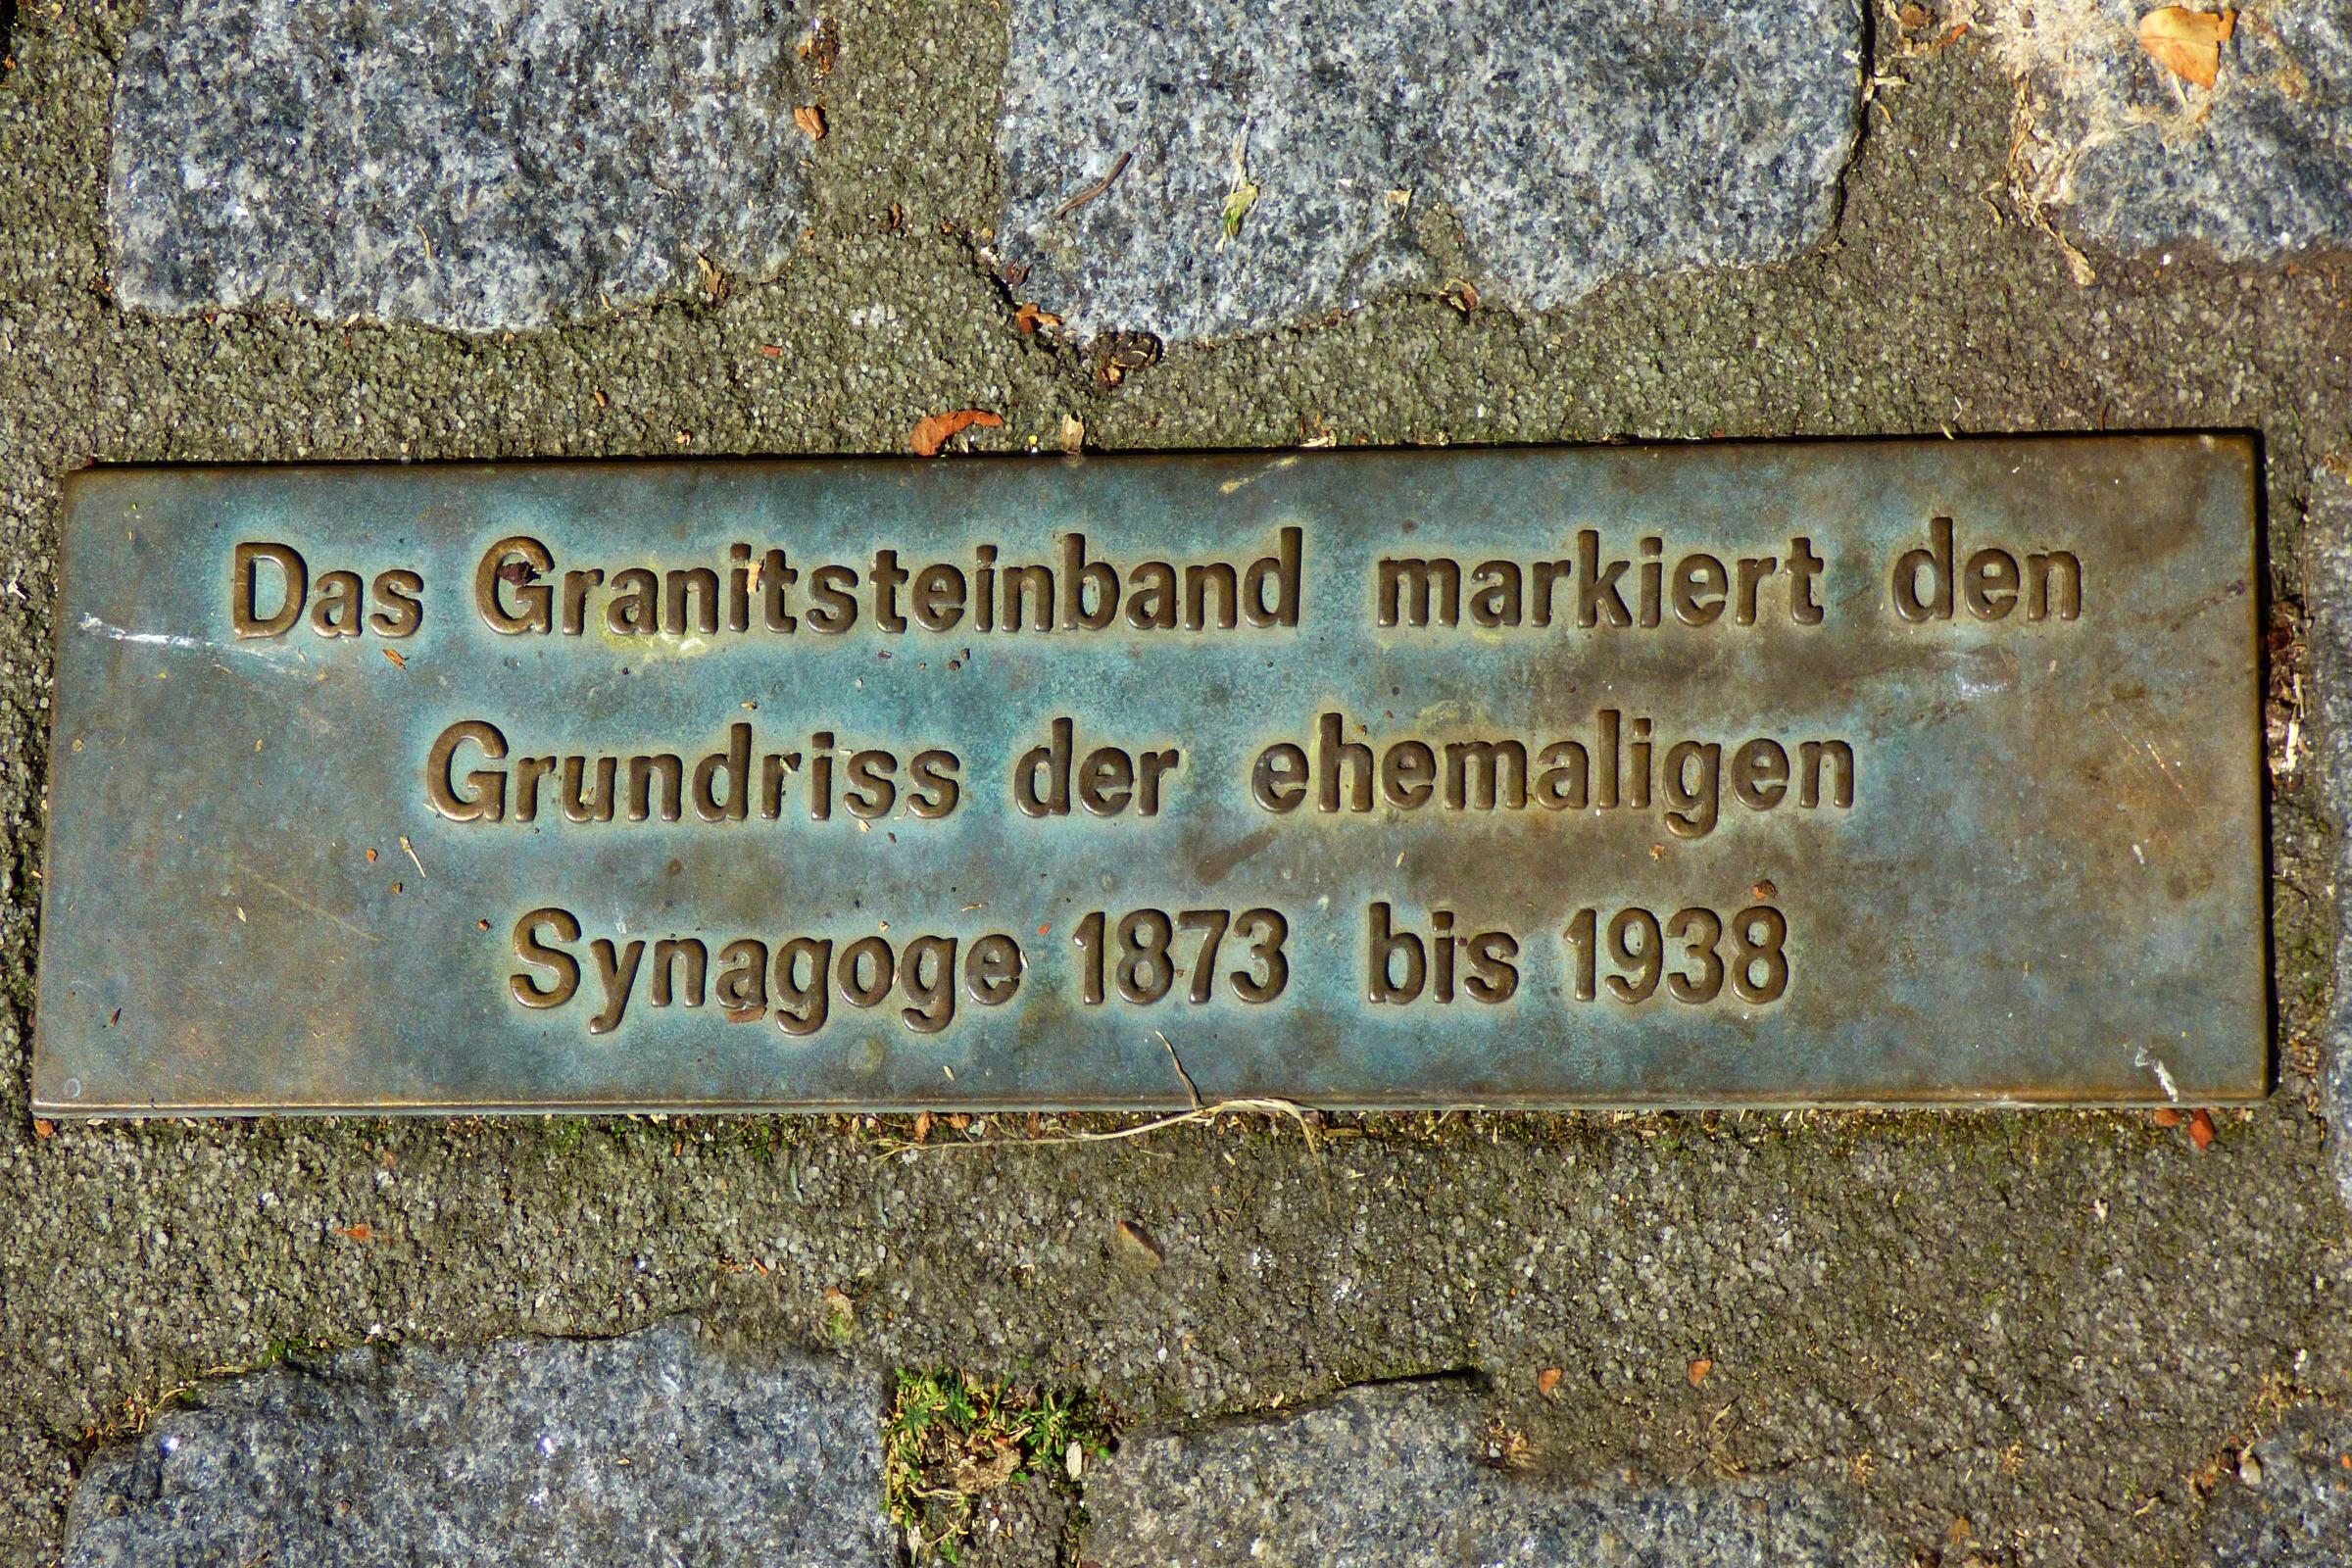 Das Granitsteinband markiert den
Grundriss der ehemaligen
Synagoge 1873 bis 1938